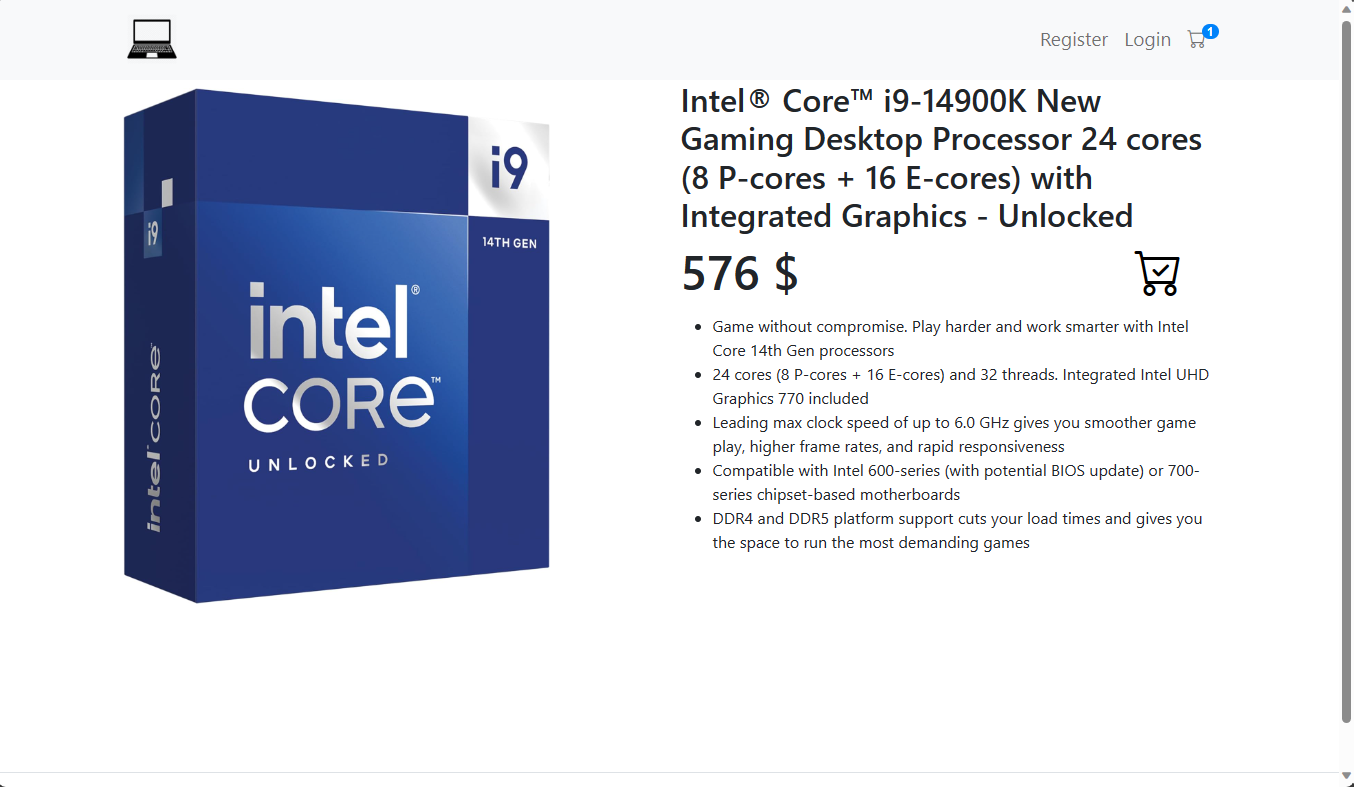 Register Login 1
Intel® Core™ i9-14900K New
Gaming Desktop Processor 24 cores
(8 P-cores + 16 E-cores) with
Integrated Graphics - Unlocked
576 $
Game without compromise. Play harder and work smarter with Intel
Core 14th Gen processors
24 cores (8 P-cores + 16 E-cores) and 32 threads. Integrated Intel UHD
Graphics 770 included
Leading max clock speed of up to 6.0 GHz gives you smoother game
play, higher frame rates, and rapid responsiveness
Compatible with Intel 600-series (with potential BIOS update) or 700-
series chipset-based motherboards
DDR4 and DDR5 platform support cuts your load times and gives you
the space to run the most demanding games
i9
i9
14TH GEN
intel®
CORE™
UNLOCKED
intel CORE